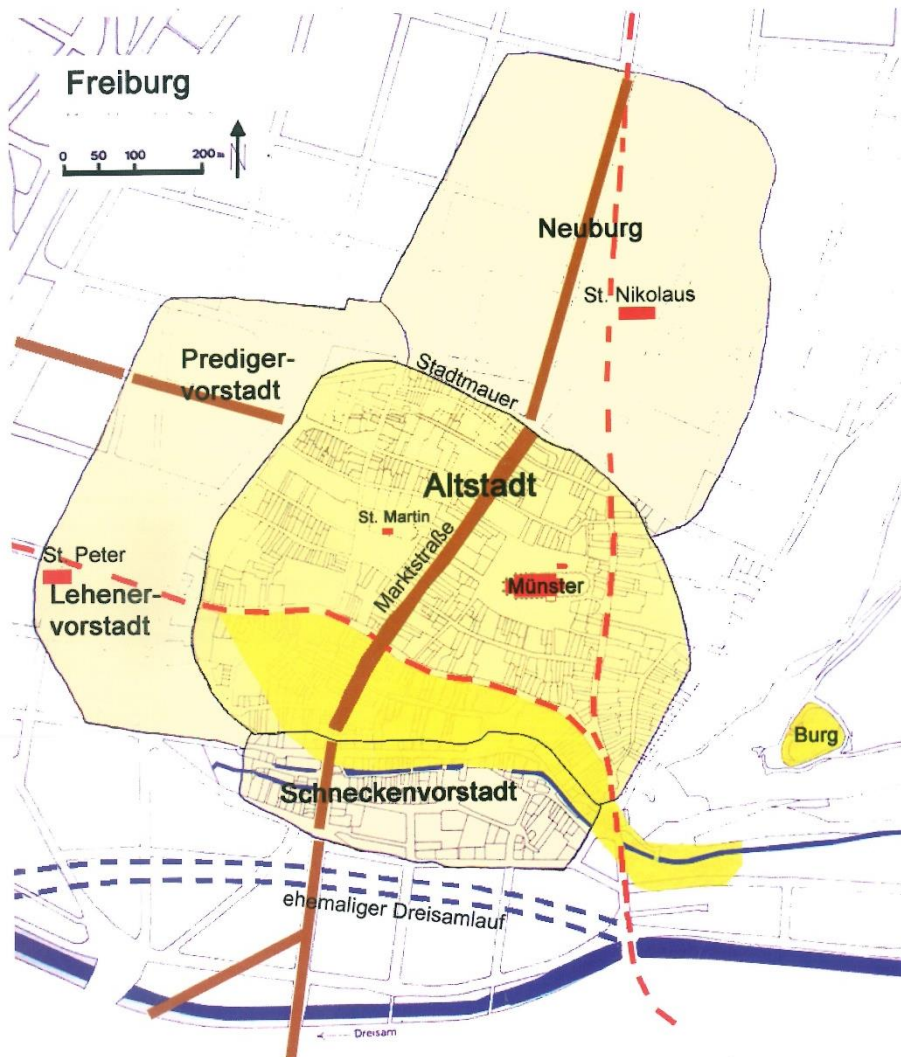 Freiburg
0 50 100 200 m
N
Neuburg
St. Nikolaus
Prediger-
vorstadt
Stadtmauer
Altstadt
St. Martin
Marktstraße
Münster
St. Peter
Lehener-
vorstadt
Burg
Schneckenvorstadt
ehemaliger Dreisamlauf
Dreisam